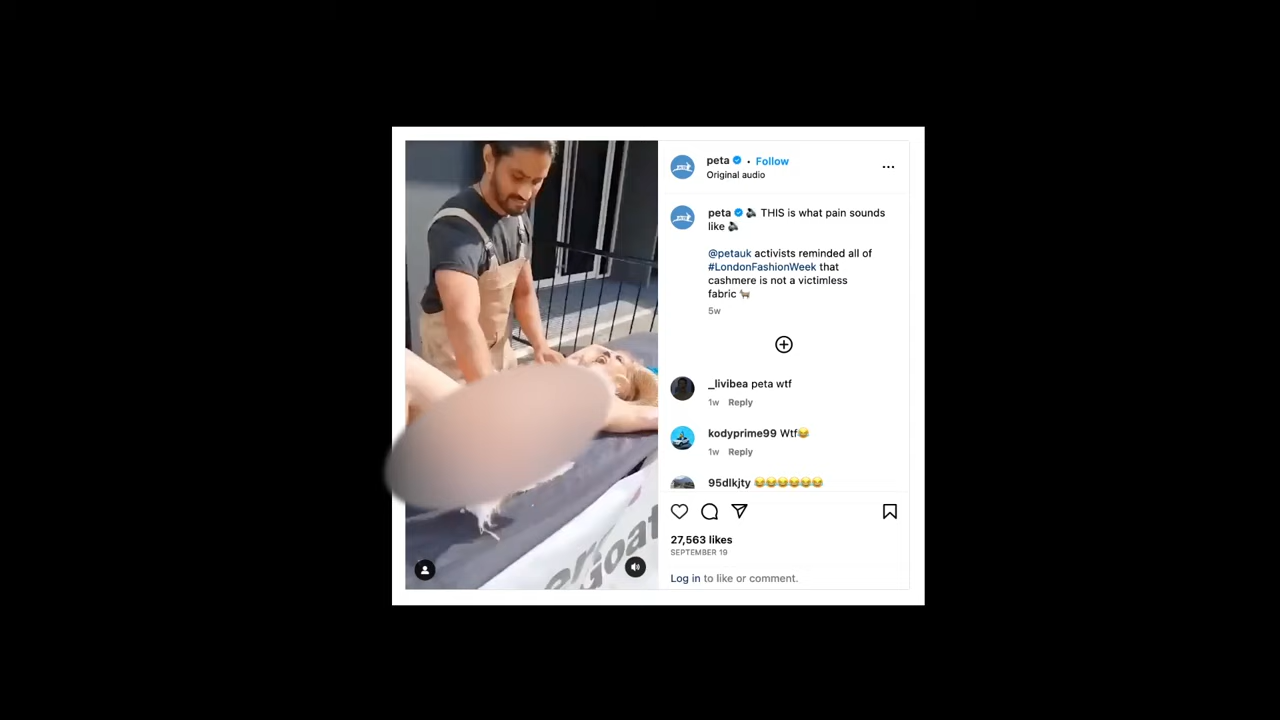 peta • Follow
Original audio
peta 🔊 THIS is what pain sounds
like 🔊
@petauk activists reminded all of
#LondonFashionWeek that
cashmere is not a victimless
fabric 🐐
5w
_livibea peta wtf
1w Reply
kodyprime99 Wtf😂
1w Reply
95dlkjty 😂😂😂😂😂😂
27,563 likes
SEPTEMBER 19
Log in to like or comment.